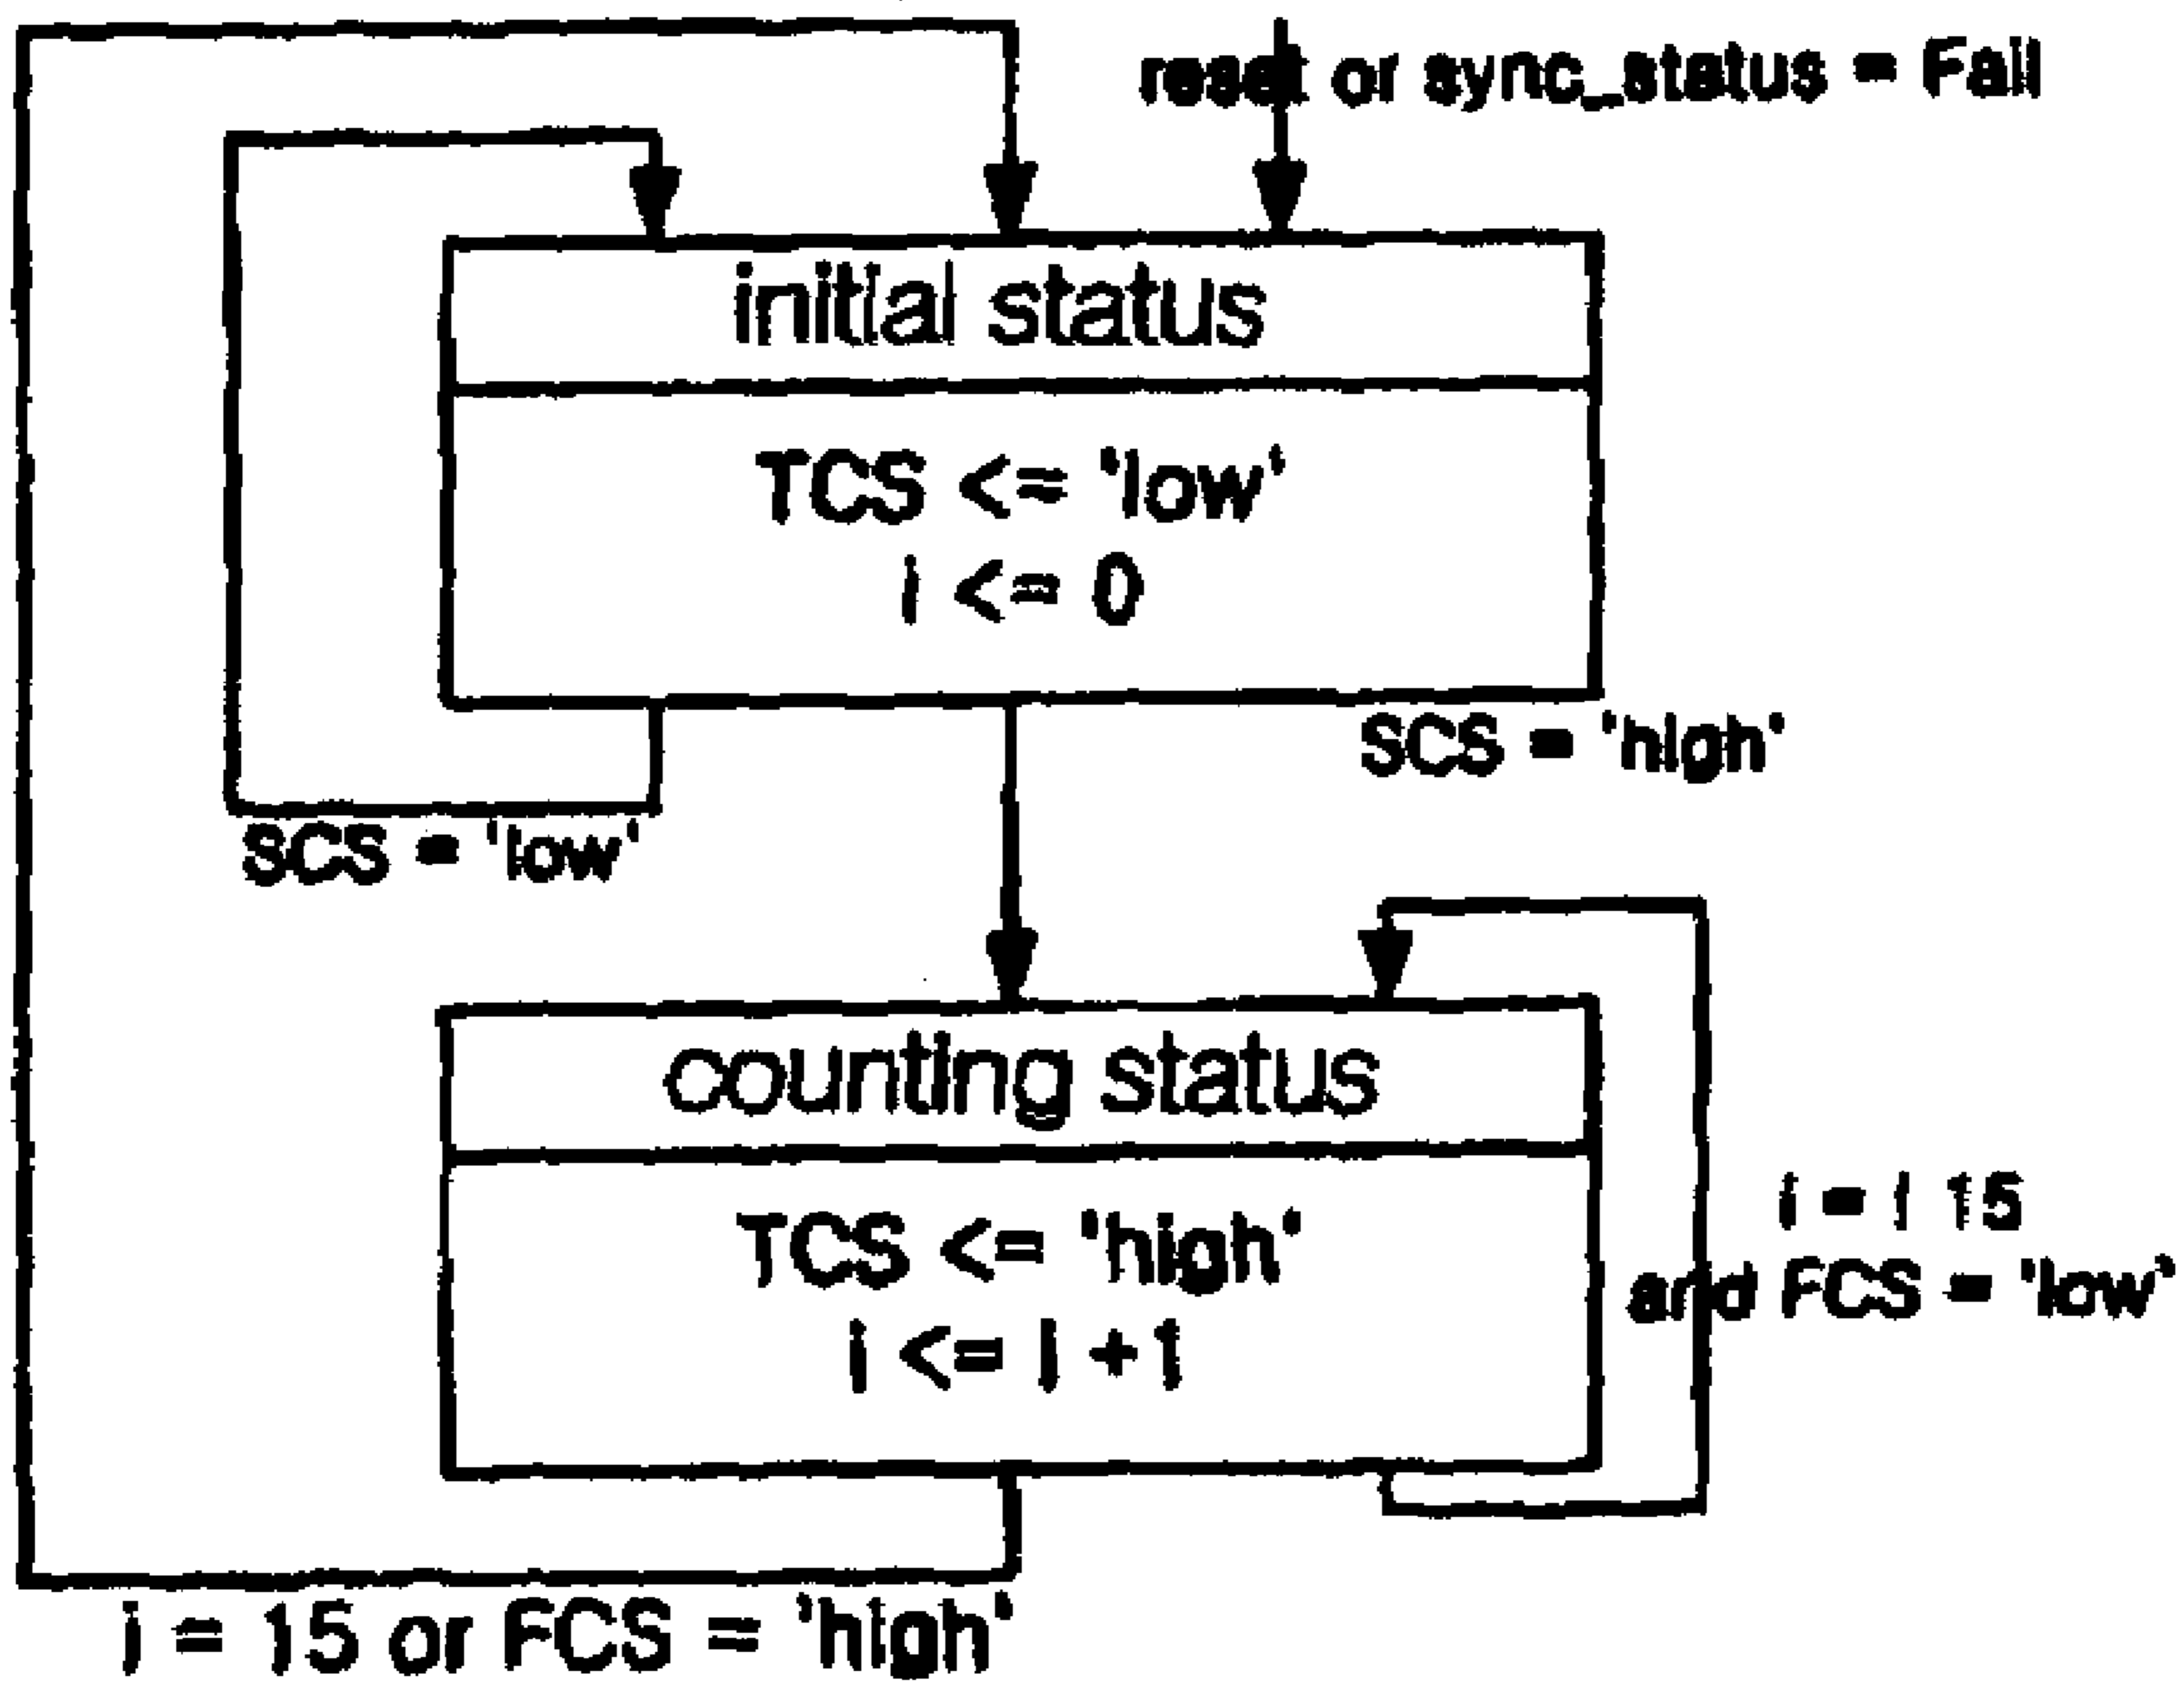 reset or sync_status = Fail
initial status
TCS <= 'low'
i <= 0
SCS = 'high'
SCS = 'low'
counting status
TCS <= 'high'
i <= i + 1
i = ! 15
and FCS = 'low'
i = 15 or FCS = 'high'